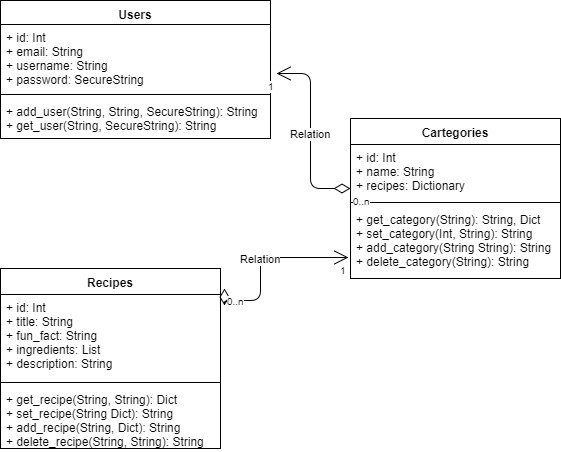 Users
+ id: Int
+ email: String
+ username: String
+ password: SecureString
1
+ add_user(String, String, SecureString): String
+ get_user(String, SecureString): String
Relation
Cartegories
+ id: Int
+ name: String
+ recipes: Dictionary
0..n
+ get_category(String): String, Dict
+ set_category(Int, String): String
+ add_category(String String): String
+ delete_category(String): String
Relation
1
Recipes
0..n
+ id: Int
+ title: String
+ fun_fact: String
+ ingredients: List
+ description: String
+ get_recipe(String, String): Dict
+ set_recipe(String Dict): String
+ add_recipe(String, Dict): String
+ delete_recipe(String, String): String